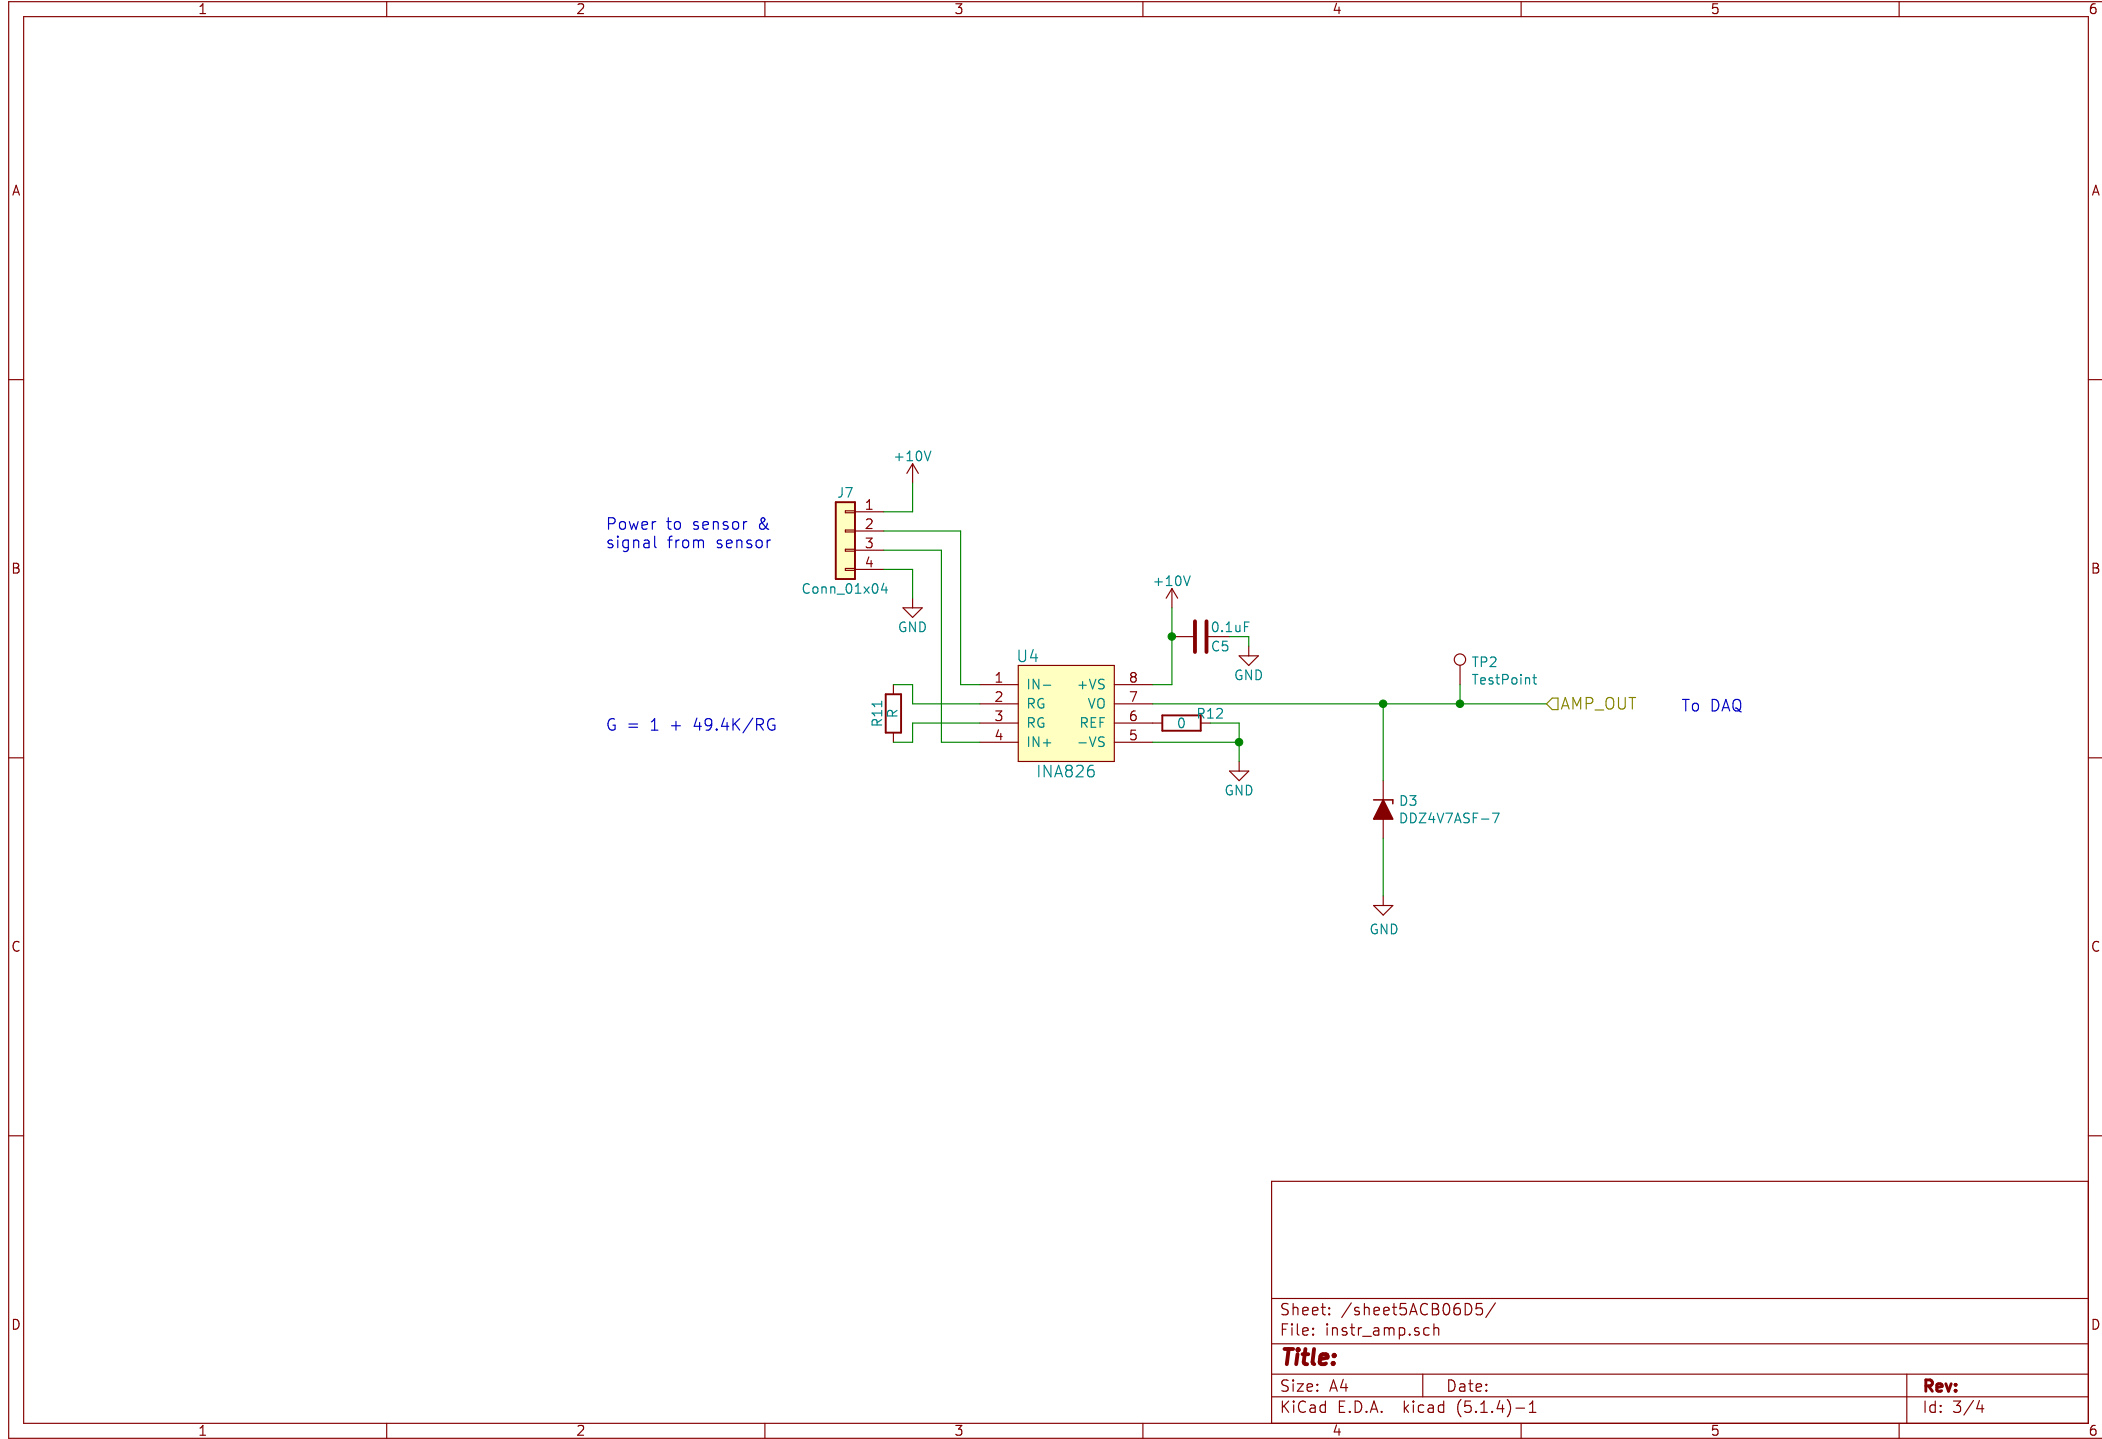 1 2 3 4 5 6
A A
+10V
J7
1
Power to sensor &
2
signal from sensor
3
B B
4
+10V
Conn_01x04
0.1uF
GND
C5
U4
TP2
GND
TestPoint
1 IN- +VS 8
2 RG VO 7
AMP_OUT
To DAQ
R11
R
R12
3 RG REF 6
0
G = 1 + 49.4K/RG
4 IN+ -VS 5
INA826
GND
D3
DDZ4V7ASF-7
GND
C C
Sheet: /sheet5ACB06D5/
D D
File: instr_amp.sch
Title:
Size: A4 Date: Rev:
KiCad E.D.A. kicad (5.1.4)-1 Id: 3/4
1 2 3 4 5 6